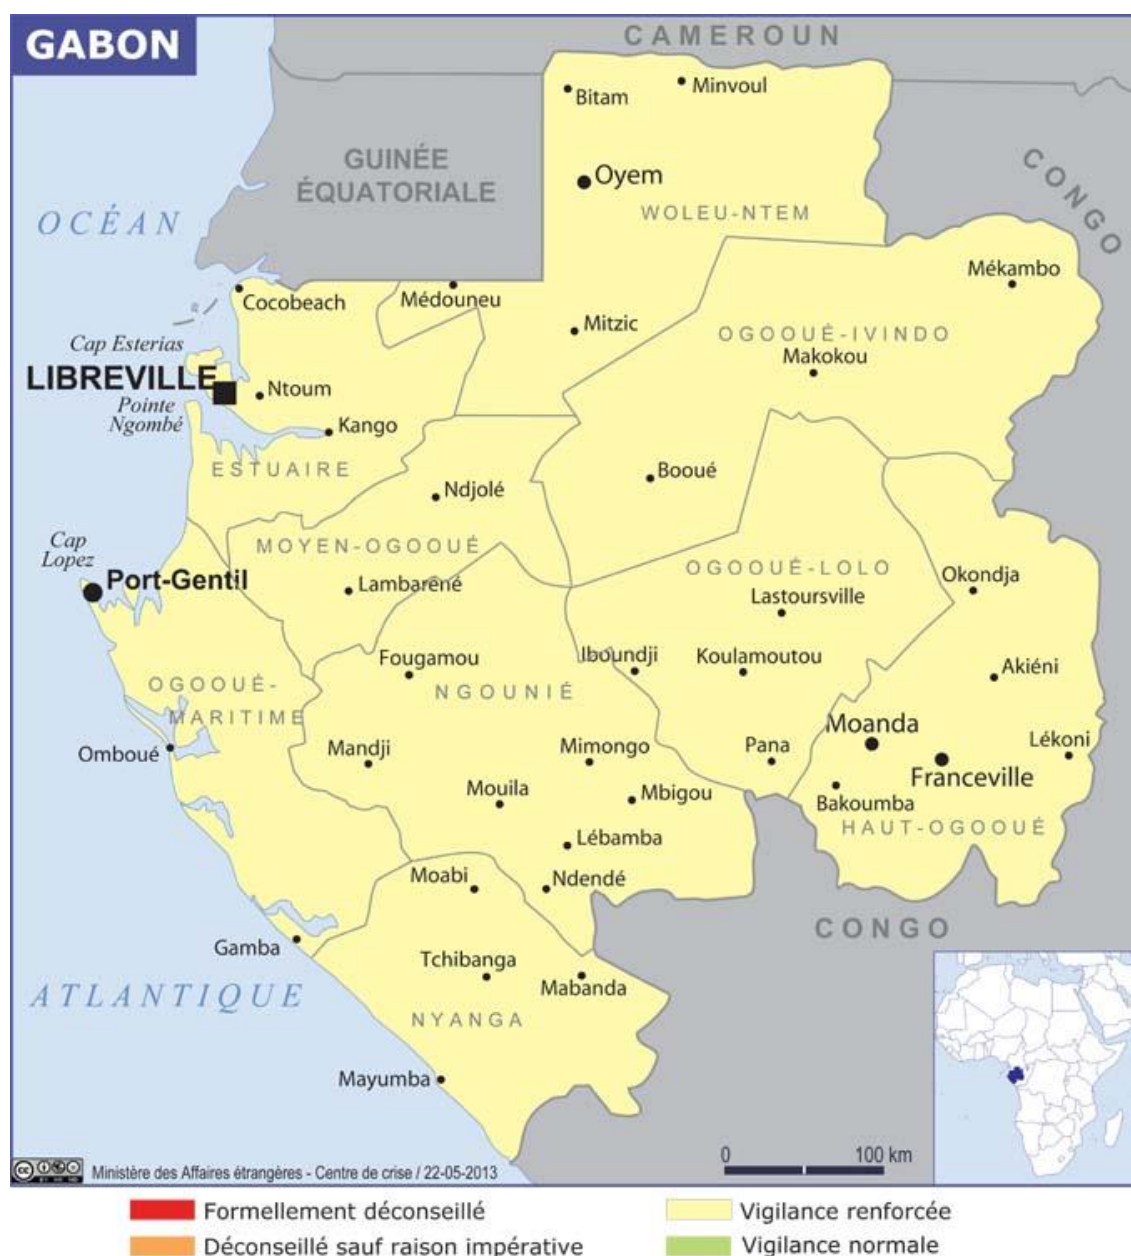 GABON
CAMEROUN
Bitam
Minvoul
GUINÉE
ÉQUATORIALE
CONGO
Oyem
WOLEU-NTEM
OCÉAN
Mékambo
Cocobeach
Médouneu
Mitzic
OGOOUÉ-IVINDO
Cap Esterias
Makokou
LIBREVILLE
Ntoum
Pointe
Ngombé
Kango
ESTUAIRE
Booué
Ndjolé
Cap
Lopez
MOYEN-OGOOUÉ
OGOOUÉ-LOLO
Port-Gentil
Lambaréné
Okondja
Lastoursville
Fougamou
Iboundji
Koulamoutou
Akiéni
OGOOUÉ-
MARITIME
NGOUNIÉ
Omboué
Mandji
Mimongo
Pana
Moanda
Lékoni
Franceville
Mouila
Mbigou
Bakoumba
HAUT-OGOOUÉ
Lébamba
Moabi
Ndendé
CONGO
Gamba
Tchibanga
Mabanda
ATLANTIQUE
NYANGA
Mayumba
0 100 km
Ministère des Affaires étrangères - Centre de crise / 22-05-2013
Formellement déconseillé
Vigilance renforcée
Déconseillé sauf raison impérative
Vigilance normale